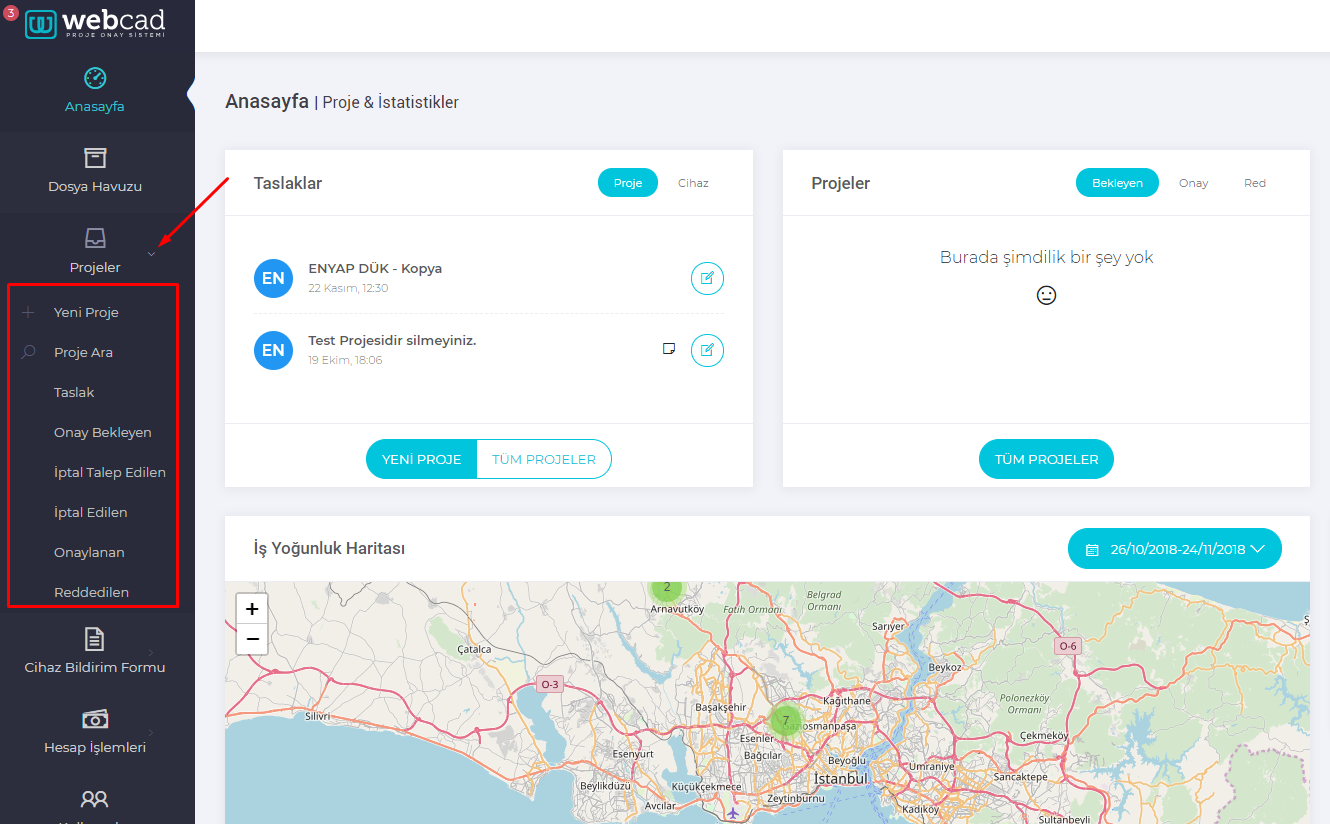 3
webcad
PROJE ONAY SİSTEMİ
Anasayfa
Dosya Havuzu
Projeler
Yeni Proje
Proje Ara
Taslak
Onay Bekleyen
İptal Talep Edilen
İptal Edilen
Onaylanan
Reddedilen
Cihaz Bildirim Formu
Hesap İşlemleri
Anasayfa | Proje & İstatistikler
Taslaklar
Proje
Cihaz
EN
ENYAP DÜK - Kopya
22 Kasım, 12:30
EN
Test Projesidir silmeyiniz.
19 Ekim, 18:06
YENİ PROJE
TÜM PROJELER
Projeler
Bekleyen
Onay
Red
Burada şimdilik bir şey yok
TÜM PROJELER
İş Yoğunluk Haritası
26/10/2018-24/11/2018
+
−
2
Arnavutköy
Fatih Ormanı
Belgrad
Ormanı
Sarıyer
O-6
Çatalca
Beykoz
O-3
Polonezköy
Ormanı
Silivri
Başakşehir
Kağıthane
7
Çekmeköy
Esenler
Esenyurt
Bağcılar
Beyoğlu
Ümraniye
İstanbul
Sancaktepe
Beylikdüzü
Küçükçekmece
Zeytinburnu
Avcılar
Kadıköy
Sultanbeyli